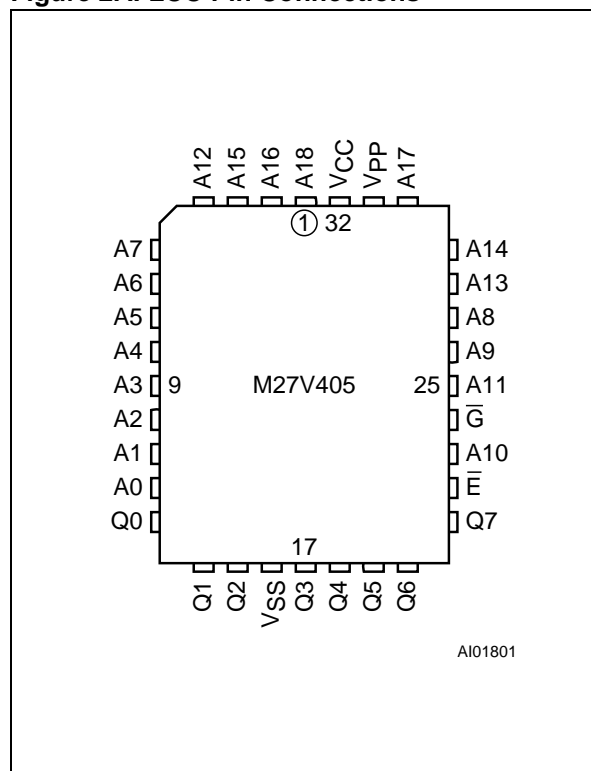 Figure Pin Connections
A12 A15 A16 A18 VCC VPP A17
1 32
A7 A14
A6 A13
A5 A8
A4 A9
A3 9 M27V405 25 A11
A2 G̅
A1 A10
A0 E̅
Q0 Q7
17
Q1 Q2 VSS Q3 Q4 Q5 Q6
AI01801